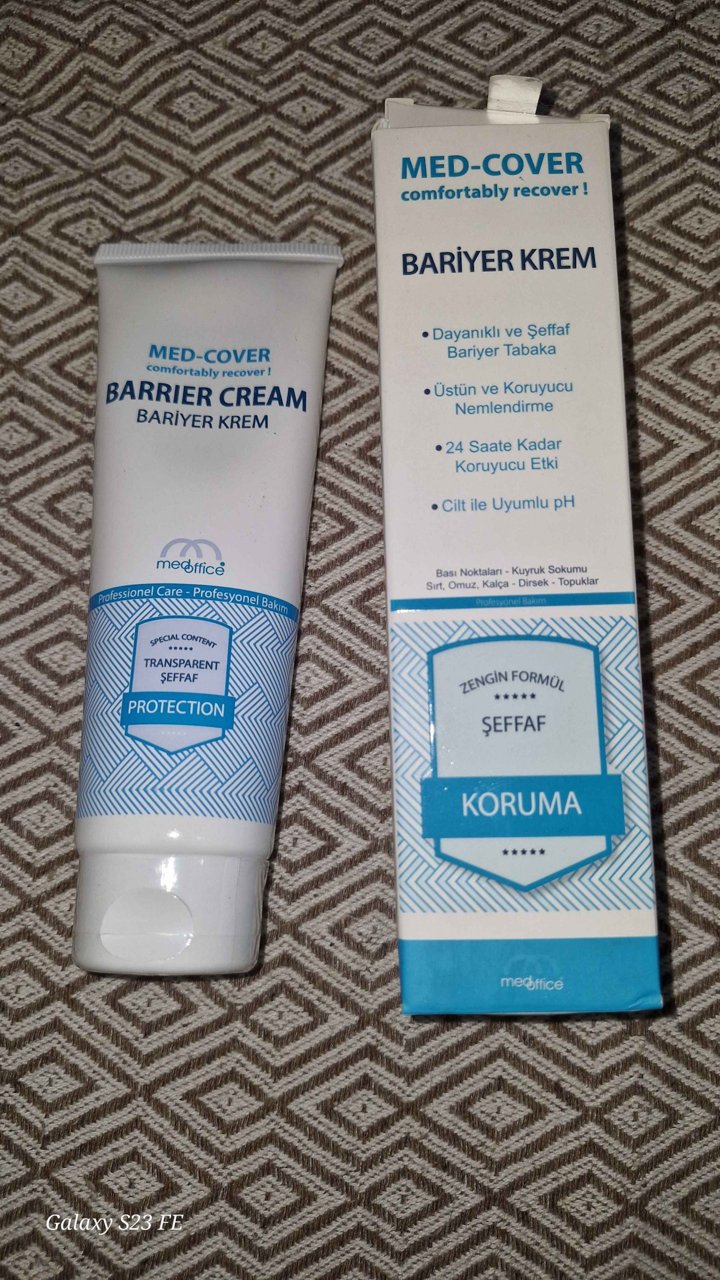 MED-COVER
comfortably recover !
BARRIER CREAM
BARİYER KREM
medoffice
Professionel Care - Profesyonel Bakım
SPECIAL CONTENT
TRANSPARENT
ŞEFFAF
PROTECTION
MED-COVER
comfortably recover !
BARİYER KREM
• Dayanıklı ve Şeffaf
Bariyer Tabaka
• Üstün ve Koruyucu
Nemlendirme
• 24 Saate Kadar
Koruyucu Etki
• Cilt ile Uyumlu pH
Bası Noktaları - Kuyruk Sokumu
Sırt, Omuz, Kalça - Dirsek - Topuklar
Profesyonel Bakım
ZENGİN FORMÜL
ŞEFFAF
KORUMA
medoffice
Galaxy S23 FE